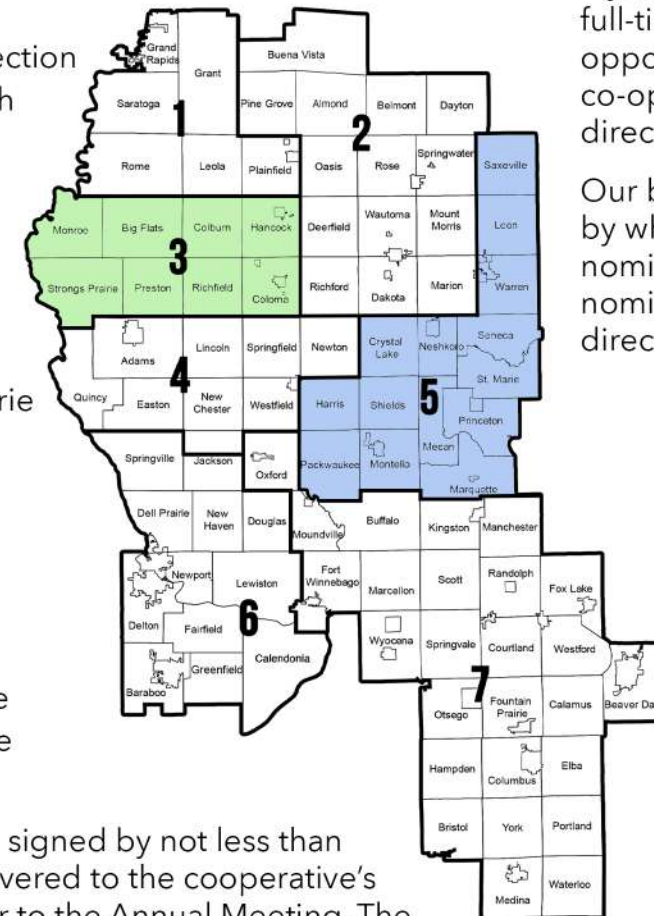 ection
h
rie
e
e
full-ti
oppo
co-op
direc
Our b
by wh
nomi
nomi
direc
Grand Rapids
Grant
Saratoga
1
Rome
Leola
Plainfield
Buena Vista
Pine Grove
Almond
Belmont
Dayton
2
Oasis
Rose
Springwater
Deerfield
Wautoma
Mount Morris
Richford
Dakota
Marion
Monroe
Big Flats
Colburn
Hancock
3
Strongs Prairie
Preston
Richfield
Coloma
Adams
Lincoln
Springfield
Newton
4
Quincy
Easton
New Chester
Westfield
Saxeville
Leon
Warren
Crystal Lake
Neshkoro
Seneca
St. Marie
Harris
Shields
5
Princeton
Mecan
Packwaukee
Montello
Marquette
Springville
Jackson
Oxford
Dell Prairie
New Haven
Douglas
Newport
Lewiston
6
Delton
Fairfield
Calendonia
Greenfield
Baraboo
Moundville
Buffalo
Kingston
Manchester
Fort Winnebago
Marcellon
Scott
Randolph
Fox Lake
Wyocena
Springvale
Courtland
Westford
7
Otsego
Fountain Prairie
Calamus
Beaver Da
Hampden
Columbus
Elba
Bristol
York
Portland
Medina
Waterloo
signed by not less than
vered to the cooperative's
r to the Annual Meeting. The